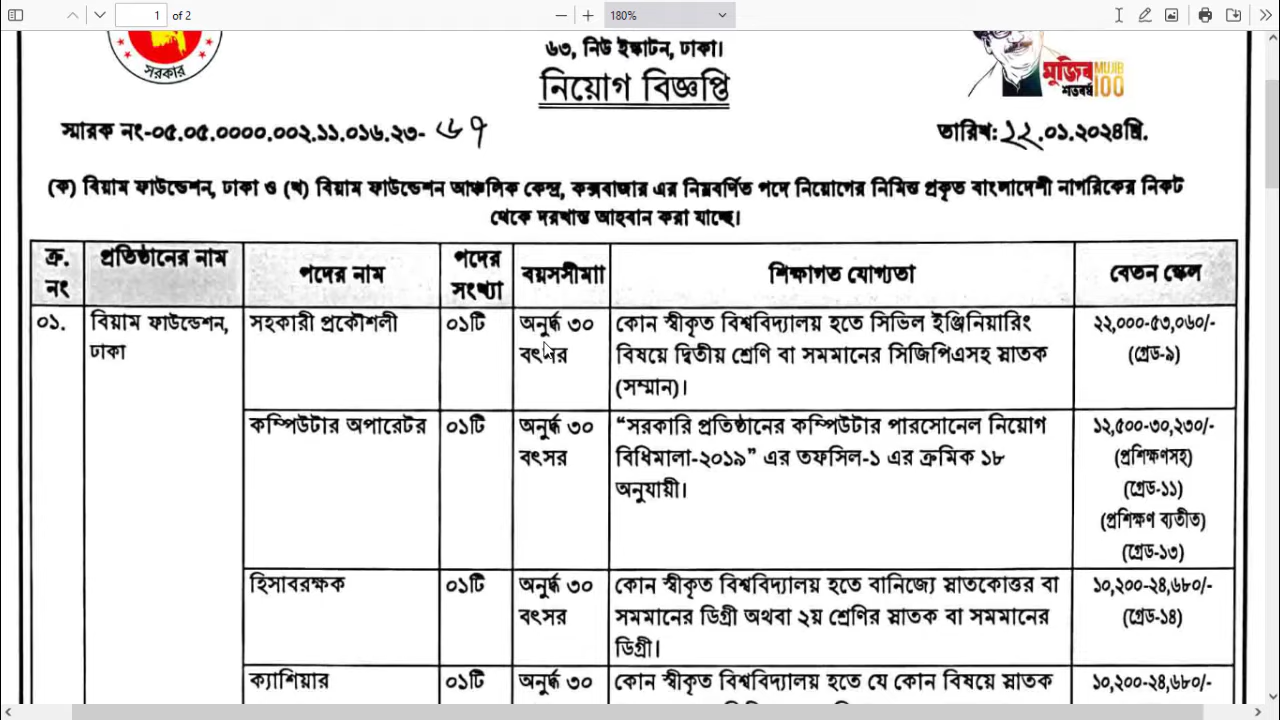 1 of 2
180%
সরকার
৬৩, নিউ ইস্কাটন, ঢাকা।
নিয়োগ বিজ্ঞপ্তি
মুজিব MUJIB
শতবর্ষ 100
স্মারক নং-০৫.০৫.০০০০.০০২.১১.০১৬.২৩- ৬৭
তারিখ:১২.০১.২০২৪খ্রি.
(ক) বিয়াম ফাউন্ডেশন, ঢাকা ও (খ) বিয়াম ফাউন্ডেশন আঞ্চলিক কেন্দ্র, কক্সবাজার এর নিম্নবর্ণিত পদে নিয়োগের নিমিত্ত প্রকৃত বাংলাদেশী নাগরিকের নিকট
থেকে দরখাস্ত আহবান করা যাচ্ছে।
ক্র. নং
প্রতিষ্ঠানের নাম
পদের নাম
পদের সংখ্যা
বয়সসীমাা
শিক্ষাগত যোগ্যতা
বেতন স্কেল
০১.
বিয়াম ফাউন্ডেশন,
ঢাকা
সহকারী প্রকৌশলী
০১টি
অনুর্দ্ধ ৩০
বৎসর
কোন স্বীকৃত বিশ্ববিদ্যালয় হতে সিভিল ইঞ্জিনিয়ারিং
বিষয়ে দ্বিতীয় শ্রেণি বা সমমানের সিজিপিএসহ স্নাতক
(সম্মান)।
২২,০০০-৫৩,০৬০/-
(গ্রেড-৯)
কম্পিউটার অপারেটর
০১টি
অনুর্দ্ধ ৩০
বৎসর
“সরকারি প্রতিষ্ঠানের কম্পিউটার পারসোনেল নিয়োগ
বিধিমালা-২০১৯” এর তফসিল-১ এর ক্রমিক ১৮
অনুযায়ী।
১২,৫০০-৩০,২৩০/-
(প্রশিক্ষণসহ)
(গ্রেড-১১)
(প্রশিক্ষণ ব্যতীত)
(গ্রেড-১৩)
হিসাবরক্ষক
০১টি
অনুর্দ্ধ ৩০
বৎসর
কোন স্বীকৃত বিশ্ববিদ্যালয় হতে বানিজ্যে স্নাতকোত্তর বা
সমমানের ডিগ্রী অথবা ২য় শ্রেণির স্নাতক বা সমমানের
ডিগ্রী।
১০,২০০-২৪,৬৮০/-
(গ্রেড-১৪)
ক্যাশিয়ার
০১টি
অনুর্দ্ধ ৩০
কোন স্বীকৃত বিশ্ববিদ্যালয় হতে যে কোন বিষয়ে স্নাতক
১০,২০০-২৪,৬৮০/-